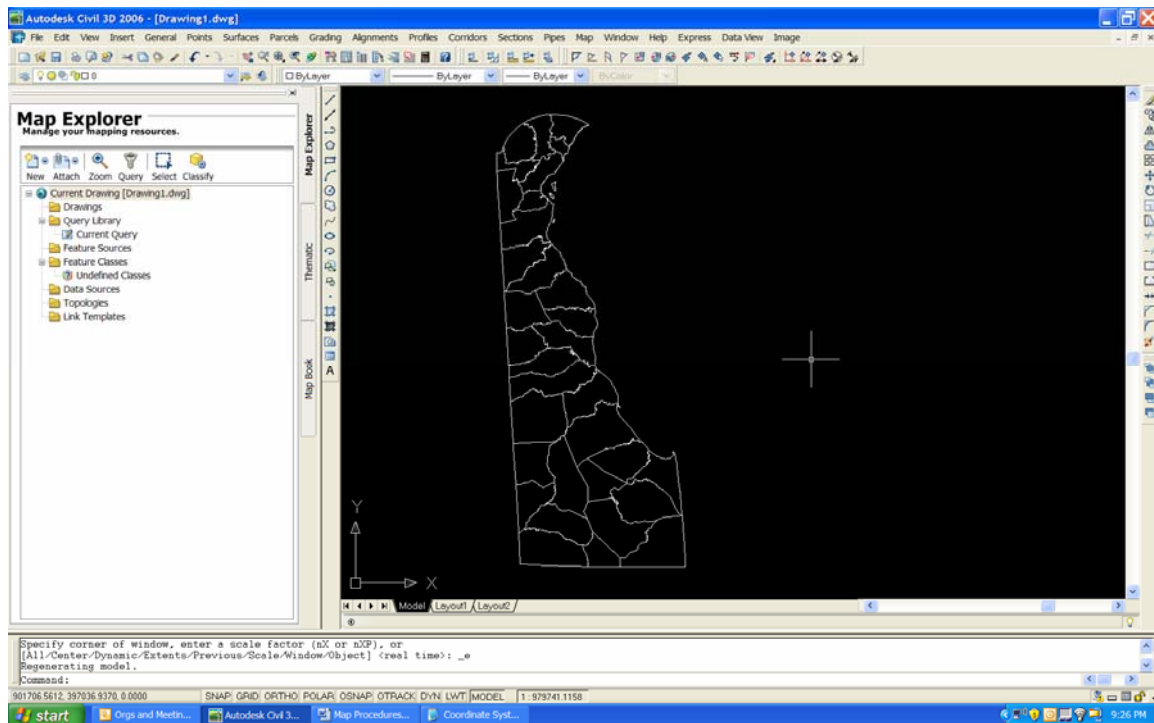 Autodesk Civil 3D 2006 - [Drawing1.dwg]
File Edit View Insert General Points Surfaces Parcels Grading Alignments Profiles Corridors Sections Pipes Map Window Help Express Data View Image
0 ByLayer ByLayer ByLayer ByColor
Map Explorer
Manage your mapping resources.
New Attach Zoom Query Select Classify
Current Drawing [Drawing1.dwg]
Drawings
Query Library
Current Query
Feature Sources
Feature Classes
Undefined Classes
Data Sources
Topologies
Link Templates
Map Explorer
Thematic
Map Book
A
Y
X
Model Layout1 Layout2
Specify corner of window, enter a scale factor (nX or nXP), or
[All/Center/Dynamic/Extents/Previous/Scale/Window/Object] <real time>: _e
Regenerating model.
Command:
901706.5612, 397036.9370, 0.0000 SNAP GRID ORTHO POLAR OSNAP OTRACK DYN LWT MODEL 1 : 979741.1158
start Orgs and Meetin... Autodesk Civil 3... Map Procedures... Coordinate Syst... 9:26 PM